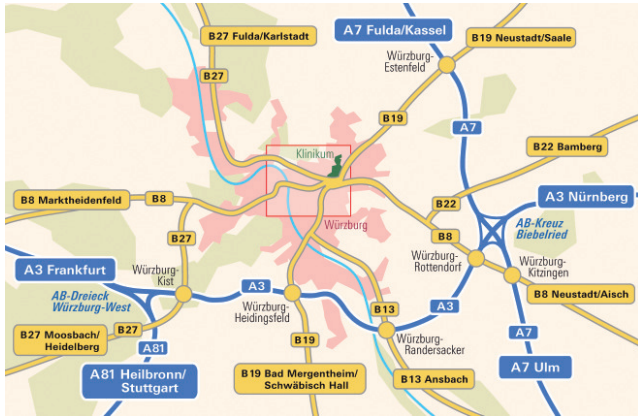 B27 Fulda/Karlstadt
A7 Fulda/Kassel
B19 Neustadt/Saale
Würzburg-
Estenfeld
B27
B19
A7
Klinikum
B22 Bamberg
B8 Marktheidenfeld
B8
A3 Nürnberg
B22
Würzburg
AB-Kreuz
Biebelried
B27
B8
A3 Frankfurt
Würzburg-
Kist
Würzburg-
Rottendorf
Würzburg-
Kitzingen
AB-Dreieck
Würzburg-West
A3
Würzburg-
Heidingsfeld
B13
A3
B8 Neustadt/Aisch
B27 Moosbach/
Heidelberg
B27
A81
B19
Würzburg-
Randersacker
A7
A81 Heilbronn/
Stuttgart
B19 Bad Mergentheim/
Schwäbisch Hall
B13 Ansbach
A7 Ulm